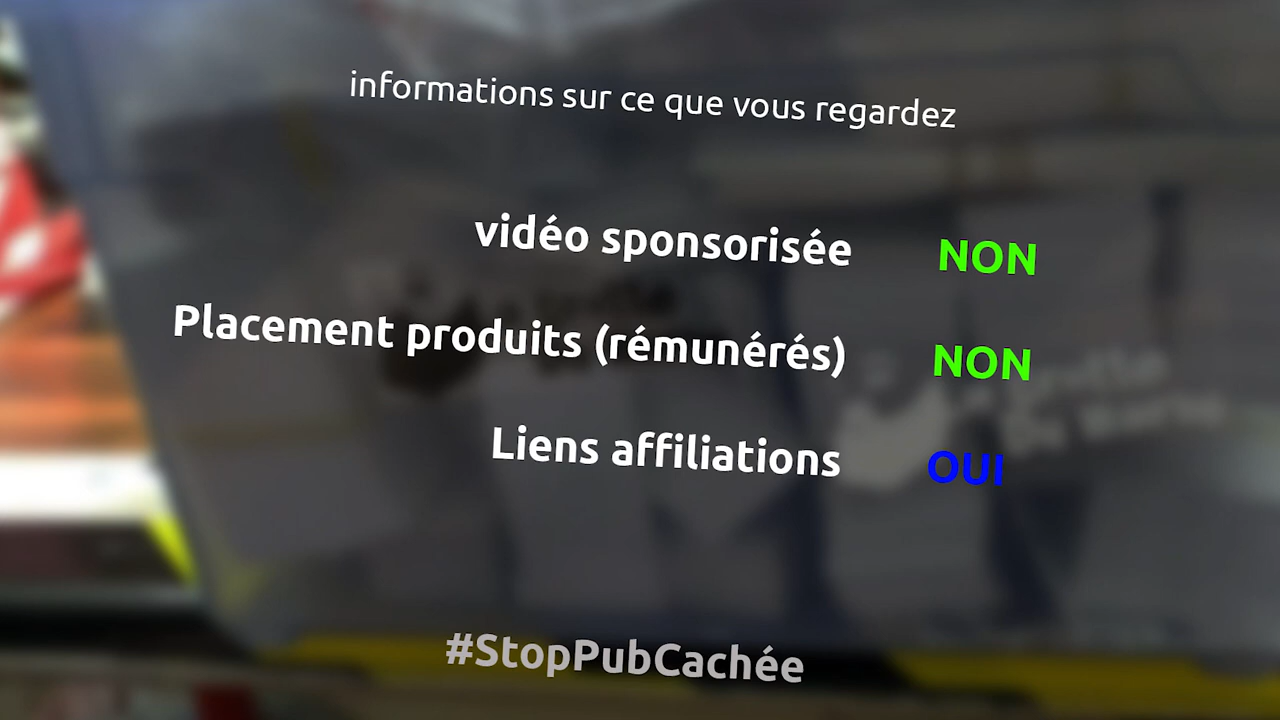 informations sur ce que vous regardez
vidéo sponsorisée NON
Placement produits (rémunérés) NON
Liens affiliations OUI
#StopPubCachée